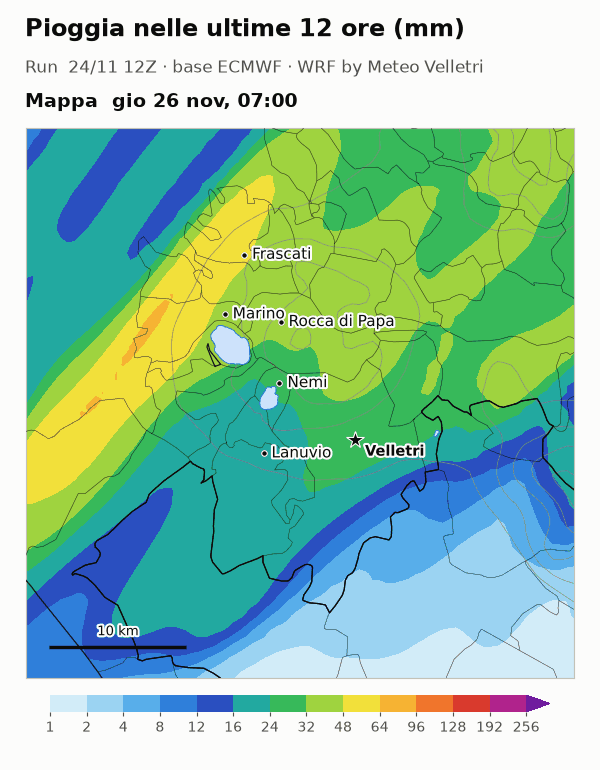 Pioggia nelle ultime 12 ore (mm)
Run  24/11 12Z · base ECMWF · WRF by Meteo Velletri
Mappa  gio 26 nov, 07:00
Frascati
Marino
Rocca di Papa
Nemi
Velletri
Lanuvio
10 km
1 2 4 8 12 16 24 32 48 64 96 128 192 256